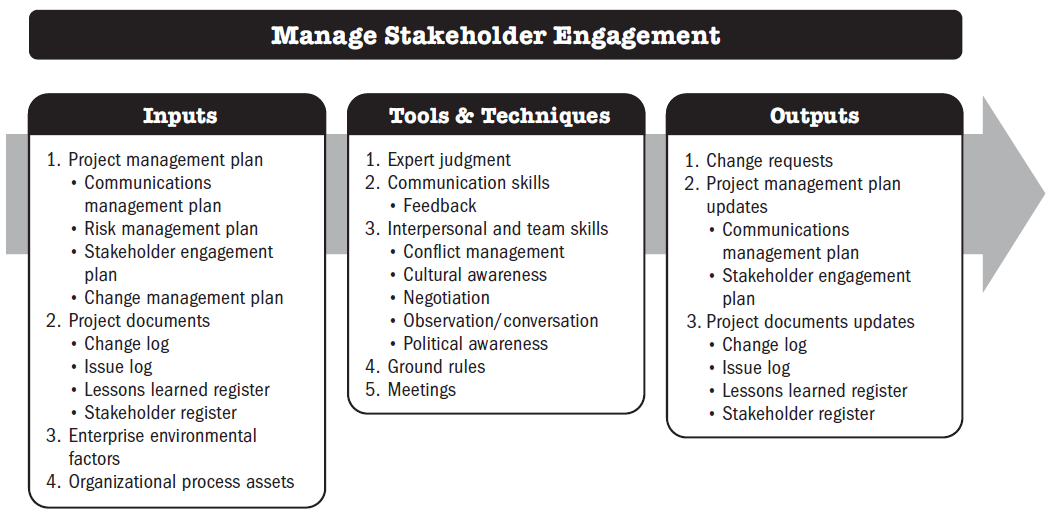 Manage Stakeholder Engagement
Inputs
1. Project management plan
• Communications
management plan
• Risk management plan
• Stakeholder engagement
plan
• Change management plan
2. Project documents
• Change log
• Issue log
• Lessons learned register
• Stakeholder register
3. Enterprise environmental
factors
4. Organizational process assets
Tools & Techniques
1. Expert judgment
2. Communication skills
• Feedback
3. Interpersonal and team skills
• Conflict management
• Cultural awareness
• Negotiation
• Observation/conversation
• Political awareness
4. Ground rules
5. Meetings
Outputs
1. Change requests
2. Project management plan
updates
• Communications
management plan
• Stakeholder engagement
plan
3. Project documents updates
• Change log
• Issue log
• Lessons learned register
• Stakeholder register